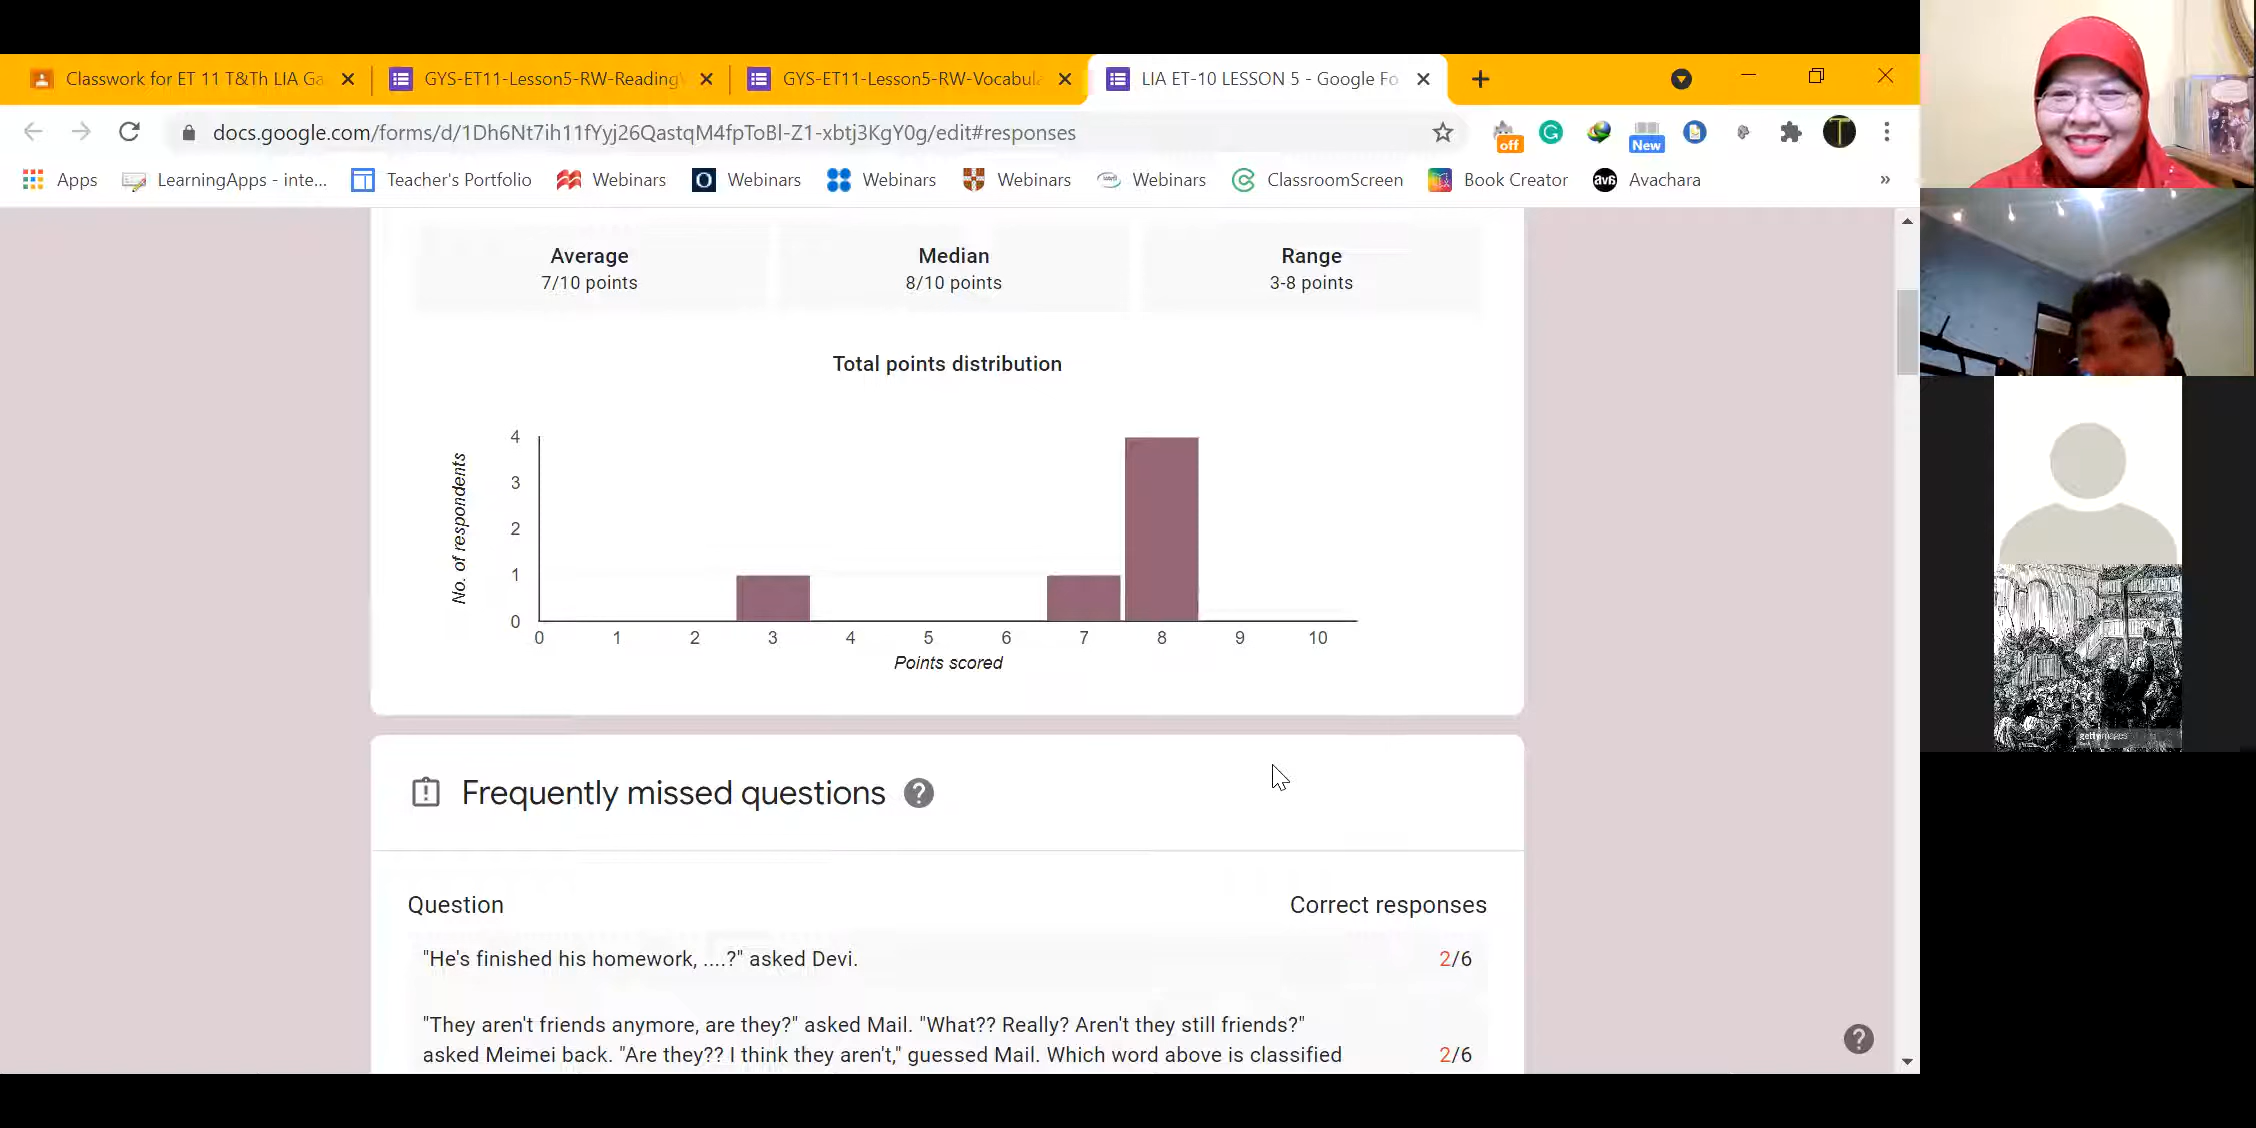 Classwork for ET 11 T&Th LIA Ga
GYS-ET11-Lesson5-RW-Reading
GYS-ET11-Lesson5-RW-Vocabula
LIA ET-10 LESSON 5 - Google Fo
docs.google.com/forms/d/1Dh6Nt7ih11fYyj26QastqM4fpToBl-Z1-xbtj3KgY0g/edit#responses
off
New
T
Apps
LearningApps - inte...
Teacher's Portfolio
Webinars
Webinars
Webinars
Webinars
Webinars
ClassroomScreen
Book Creator
Avachara
Average
7/10 points
Median
8/10 points
Range
3-8 points
Total points distribution
No. of respondents
4
3
2
1
0
0 1 2 3 4 5 6 7 8 9 10
Points scored
Frequently missed questions
Question
Correct responses
"He's finished his homework, ....?" asked Devi.
2/6
"They aren't friends anymore, are they?" asked Mail. "What?? Really? Aren't they still friends?"
asked Meimei back. "Are they?? I think they aren't," guessed Mail. Which word above is classified
2/6
gettyimages